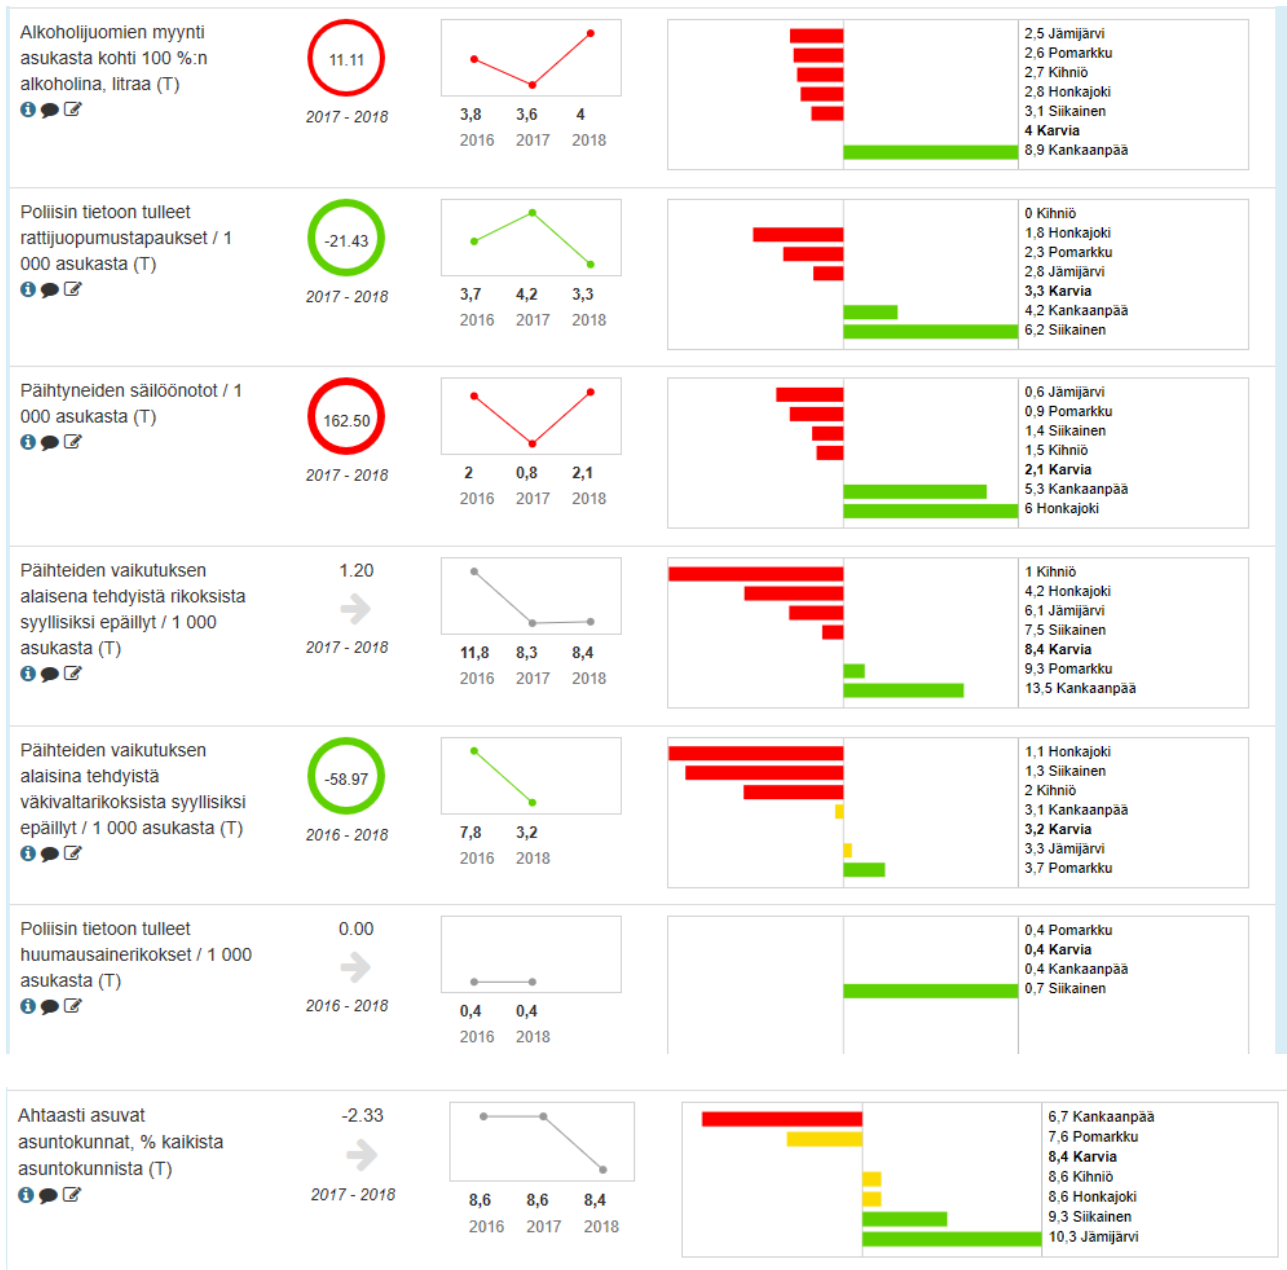 Alkoholijuomien myynti
asukasta kohti 100 %:n
alkoholina, litraa (T)
11.11
2017 - 2018
3,8 3,6 4
2016 2017 2018
2,5 Jämijärvi
2,6 Pomarkku
2,7 Kihniö
2,8 Honkajoki
3,1 Siikainen
4 Karvia
8,9 Kankaanpää
Poliisin tietoon tulleet
rattijuopumustapaukset / 1
000 asukasta (T)
-21.43
2017 - 2018
3,7 4,2 3,3
2016 2017 2018
0 Kihniö
1,8 Honkajoki
2,3 Pomarkku
2,8 Jämijärvi
3,3 Karvia
4,2 Kankaanpää
6,2 Siikainen
Päihtyneiden säilöönotot / 1
000 asukasta (T)
162.50
2017 - 2018
2 0,8 2,1
2016 2017 2018
0,6 Jämijärvi
0,9 Pomarkku
1,4 Siikainen
1,5 Kihniö
2,1 Karvia
5,3 Kankaanpää
6 Honkajoki
Päihteiden vaikutuksen
alaisena tehdyistä rikoksista
syyllisiksi epäillyt / 1 000
asukasta (T)
1.20
2017 - 2018
11,8 8,3 8,4
2016 2017 2018
1 Kihniö
4,2 Honkajoki
6,1 Jämijärvi
7,5 Siikainen
8,4 Karvia
9,3 Pomarkku
13,5 Kankaanpää
Päihteiden vaikutuksen
alaisina tehdyistä
väkivaltarikoksista syyllisiksi
epäillyt / 1 000 asukasta (T)
-58.97
2016 - 2018
7,8 3,2
2016 2018
1,1 Honkajoki
1,3 Siikainen
2 Kihniö
3,1 Kankaanpää
3,2 Karvia
3,3 Jämijärvi
3,7 Pomarkku
Poliisin tietoon tulleet
huumausainerikokset / 1 000
asukasta (T)
0.00
2016 - 2018
0,4 0,4
2016 2018
0,4 Pomarkku
0,4 Karvia
0,4 Kankaanpää
0,7 Siikainen
Ahtaasti asuvat
asuntokunnat, % kaikista
asuntokunnista (T)
-2.33
2017 - 2018
8,6 8,6 8,4
2016 2017 2018
6,7 Kankaanpää
7,6 Pomarkku
8,4 Karvia
8,6 Kihniö
8,6 Honkajoki
9,3 Siikainen
10,3 Jämijärvi